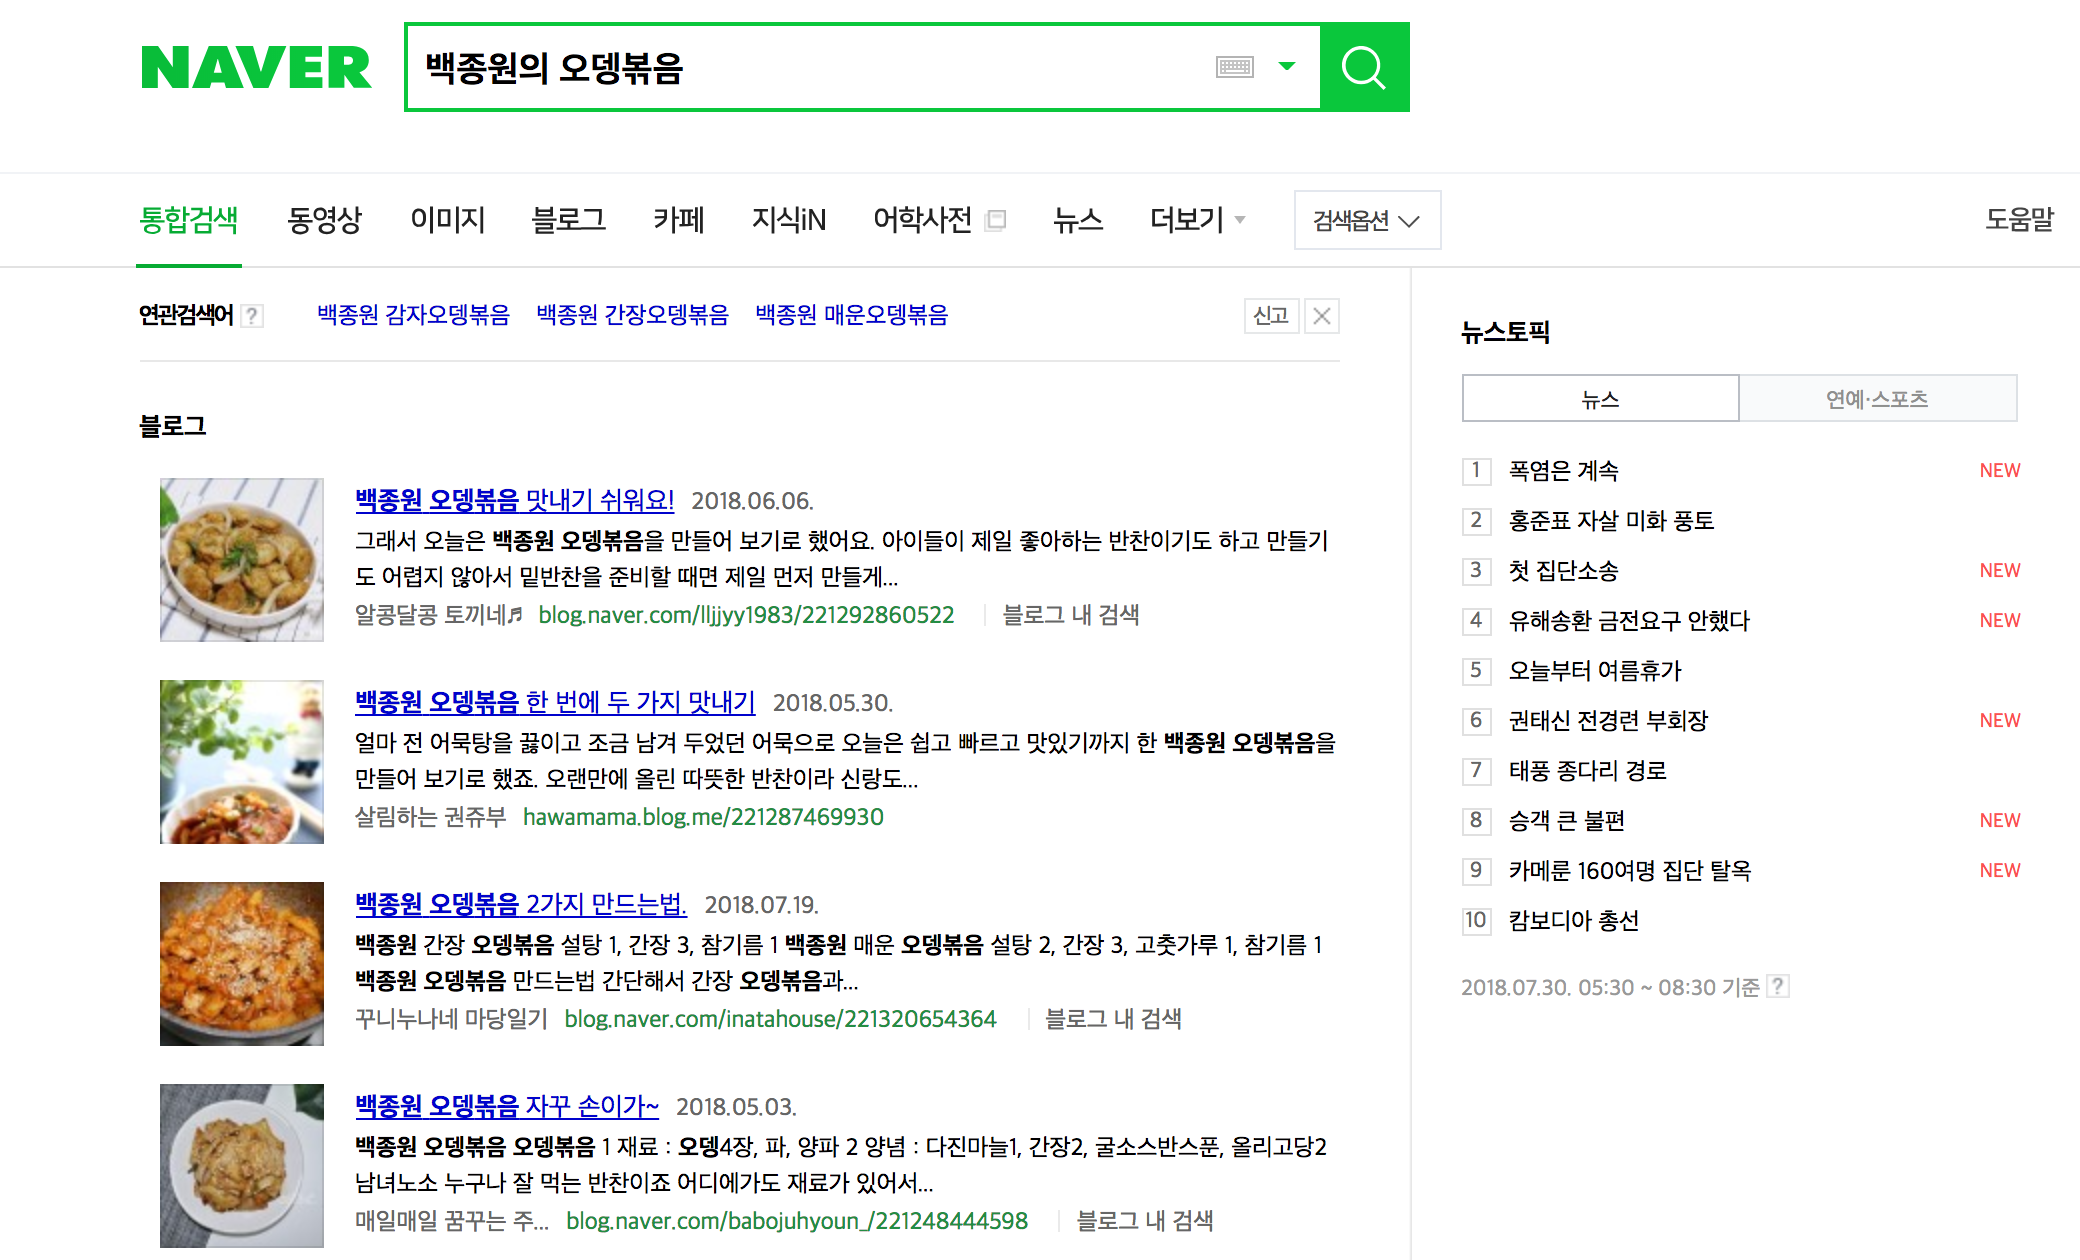 NAVER
백종원의 오뎅볶음
통합검색 동영상 이미지 블로그 카페 지식iN 어학사전 뉴스 더보기 검색옵션 도움말
연관검색어 ? 백종원 감자오뎅볶음 백종원 간장오뎅볶음 백종원 매운오뎅볶음 신고
블로그
백종원 오뎅볶음 맛내기 쉬워요! 2018.06.06.
그래서 오늘은 백종원 오뎅볶음을 만들어 보기로 했어요. 아이들이 제일 좋아하는 반찬이기도 하고 만들기
도 어렵지 않아서 밑반찬을 준비할 때면 제일 먼저 만들게...
알콩달콩 토끼네♬ blog.naver.com/lljjyy1983/221292860522 블로그 내 검색
백종원 오뎅볶음 한 번에 두 가지 맛내기 2018.05.30.
얼마 전 어묵탕을 끓이고 조금 남겨 두었던 어묵으로 오늘은 쉽고 빠르고 맛있기까지 한 백종원 오뎅볶음을
만들어 보기로 했죠. 오랜만에 올린 따뜻한 반찬이라 신랑도...
살림하는 권쥬부 hawamama.blog.me/221287469930
백종원 오뎅볶음 2가지 만드는법. 2018.07.19.
백종원 간장 오뎅볶음 설탕 1, 간장 3, 참기름 1 백종원 매운 오뎅볶음 설탕 2, 간장 3, 고춧가루 1, 참기름 1
백종원 오뎅볶음 만드는법 간단해서 간장 오뎅볶음과...
꾸니누나네 마당일기 blog.naver.com/inatahouse/221320654364 블로그 내 검색
백종원 오뎅볶음 자꾸 손이가~ 2018.05.03.
백종원 오뎅볶음 오뎅볶음 1 재료 : 오뎅4장, 파, 양파 2 양념 : 다진마늘1, 간장2, 굴소스반스푼, 올리고당2
남녀노소 누구나 잘 먹는 반찬이죠 어디에가도 재료가 있어서...
매일매일 꿈꾸는 주... blog.naver.com/babojuhyoun_/221248444598 블로그 내 검색
뉴스토픽
뉴스 연예·스포츠
1 폭염은 계속 NEW
2 홍준표 자살 미화 풍토
3 첫 집단소송 NEW
4 유해송환 금전요구 안했다 NEW
5 오늘부터 여름휴가
6 권태신 전경련 부회장 NEW
7 태풍 종다리 경로
8 승객 큰 불편 NEW
9 카메룬 160여명 집단 탈옥 NEW
10 캄보디아 총선
2018.07.30. 05:30 ~ 08:30 기준 ?